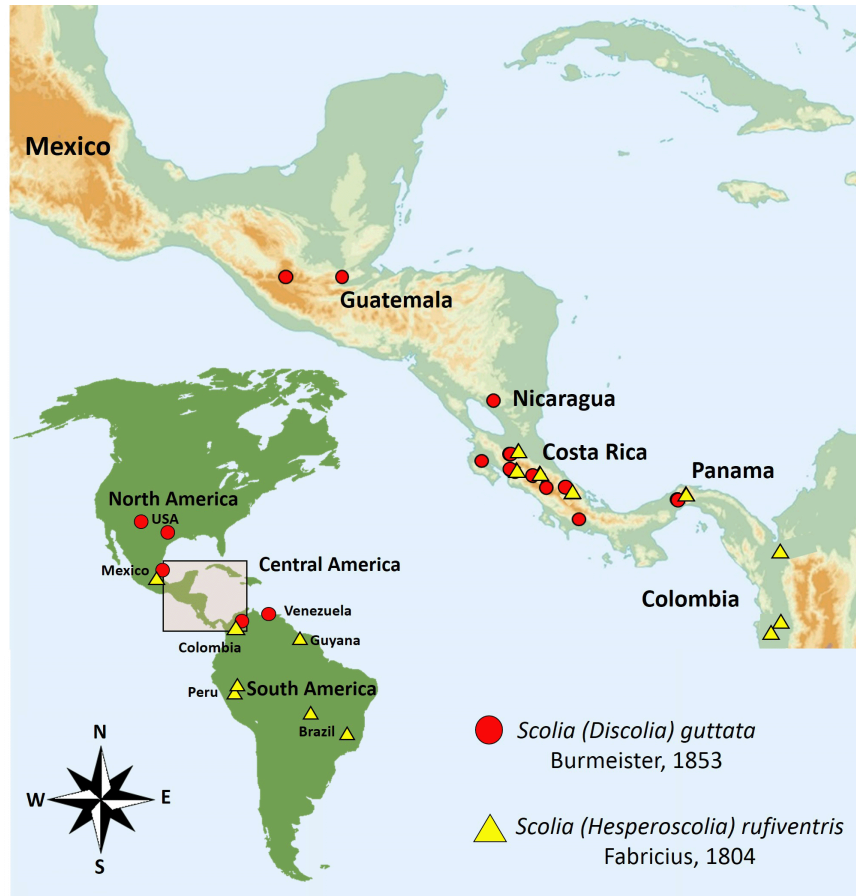 Mexico
Guatemala
Nicaragua
Costa Rica
Panama
Colombia
North America
USA
Mexico
Central America
Venezuela
Colombia
Guyana
Peru
South America
Brazil
N
W
E
S
Scolia (Discolia) guttata
Burmeister, 1853
Scolia (Hesperoscolia) rufiventris
Fabricius, 1804